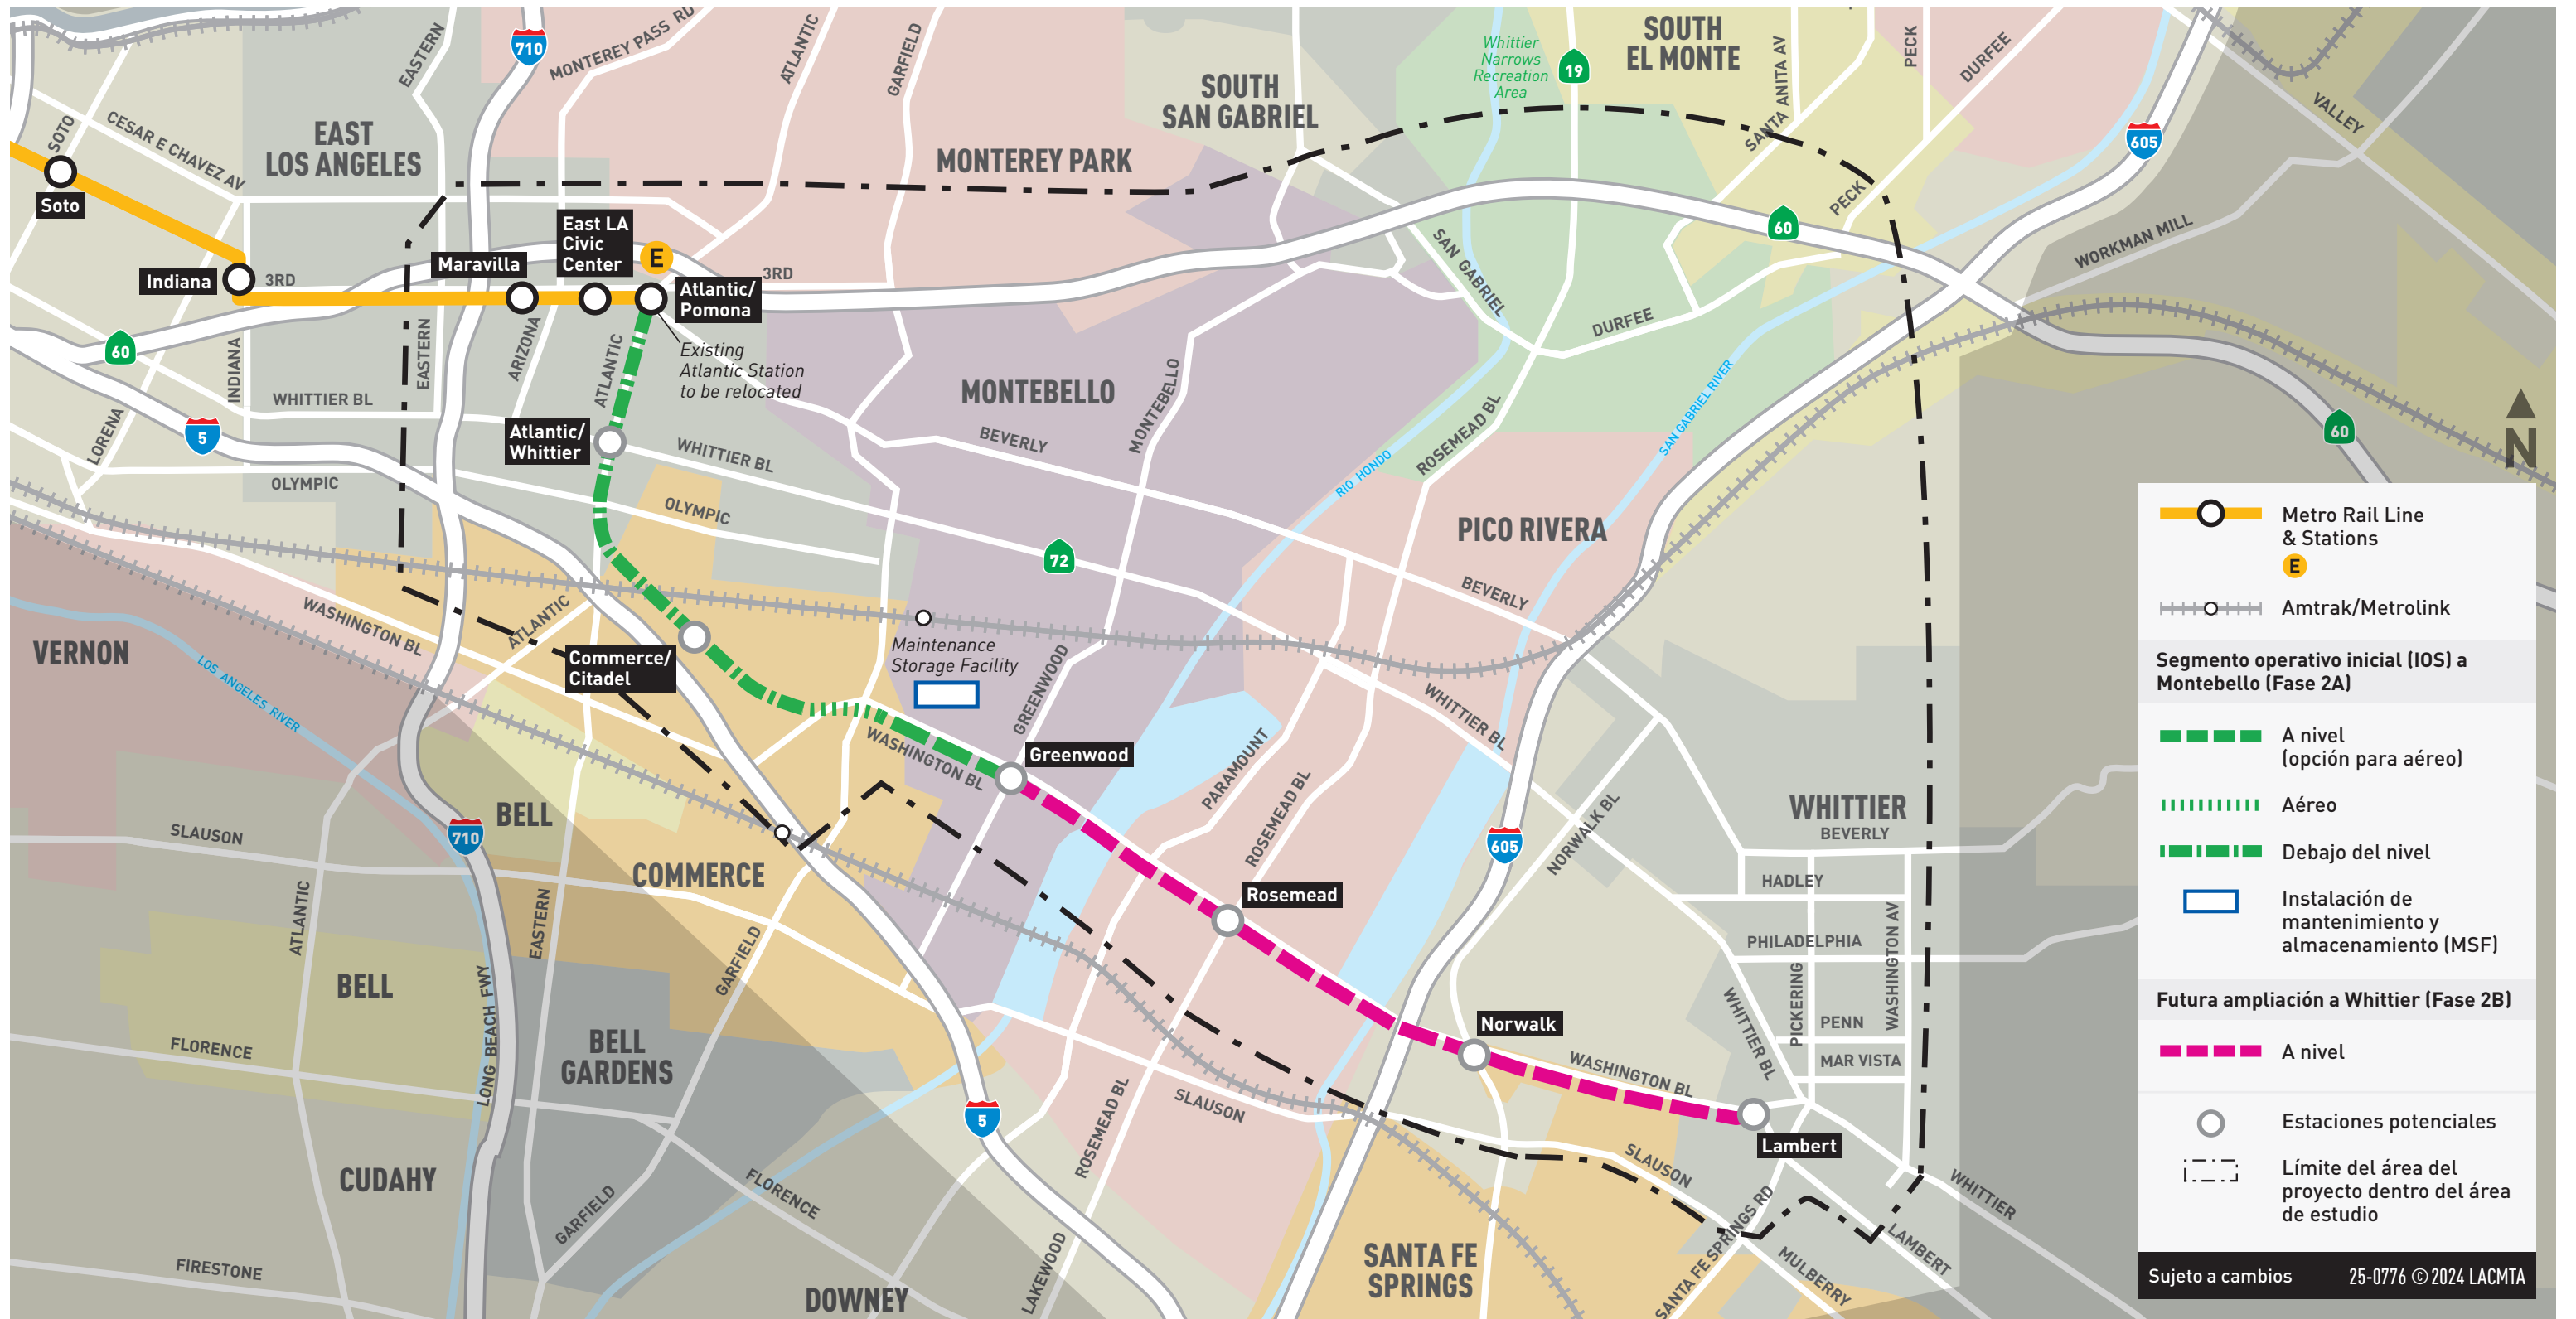 EASTERN
710
MONTEREY PASS RD
ATLANTIC
GARFIELD
SOUTH
SAN GABRIEL
Whittier
Narrows
Recreation
Area
19
SOUTH
EL MONTE
SANTA ANITA AV
SANTA
PECK
DURFEE
VALLEY
605
SOTO
CESAR E CHAVEZ AV
EAST
LOS ANGELES
MONTEREY PARK
Soto
East LA
Civic
Center
E
Maravilla
Indiana
3RD
3RD
Atlantic/
Pomona
SAN GABRIEL
60
PECK
WORKMAN MILL
60
INDIANA
EASTERN
ARIZONA
ATLANTIC
Existing
Atlantic Station
to be relocated
DURFEE
WHITTIER BL
MONTEBELLO
MONTEBELLO
ROSEMEAD BL
SAN GABRIEL RIVER
60
N
LORENA
5
Atlantic/
Whittier
WHITTIER BL
BEVERLY
RIO HONDO
OLYMPIC
OLYMPIC
72
PICO RIVERA
BEVERLY
VERNON
WASHINGTON BL
ATLANTIC
LOS ANGELES RIVER
Commerce/
Citadel
Maintenance
Storage Facility
GREENWOOD
WHITTIER BL
WASHINGTON BL
Greenwood
PARAMOUNT
ROSEMEAD BL
605
NORWALK BL
WHITTIER
BEVERLY
BELL
SLAUSON
710
COMMERCE
Rosemead
HADLEY
ATLANTIC
EASTERN
GARFIELD
PHILADELPHIA
WASHINGTON AV
BELL
LONG BEACH FWY
FLORENCE
BELL
GARDENS
Norwalk
WHITTIER BL
PICKERING
PENN
MAR VISTA
WASHINGTON BL
5
ROSEMEAD BL
SLAUSON
Lambert
CUDAHY
GARFIELD
FLORENCE
SLAUSON
WHITTIER
FIRESTONE
DOWNEY
LAKEWOOD
SANTA FE
SPRINGS
SANTA FE SPRINGS RD
MULBERRY
LAMBERT
Metro Rail Line
& Stations
E
Amtrak/Metrolink
Segmento operativo inicial (IOS) a
Montebello (Fase 2A)
A nivel
(opción para aéreo)
Aéreo
Debajo del nivel
Instalación de
mantenimiento y
almacenamiento (MSF)
Futura ampliación a Whittier (Fase 2B)
A nivel
Estaciones potenciales
Límite del área del
proyecto dentro del área
de estudio
Sujeto a cambios
25-0776 © 2024 LACMTA